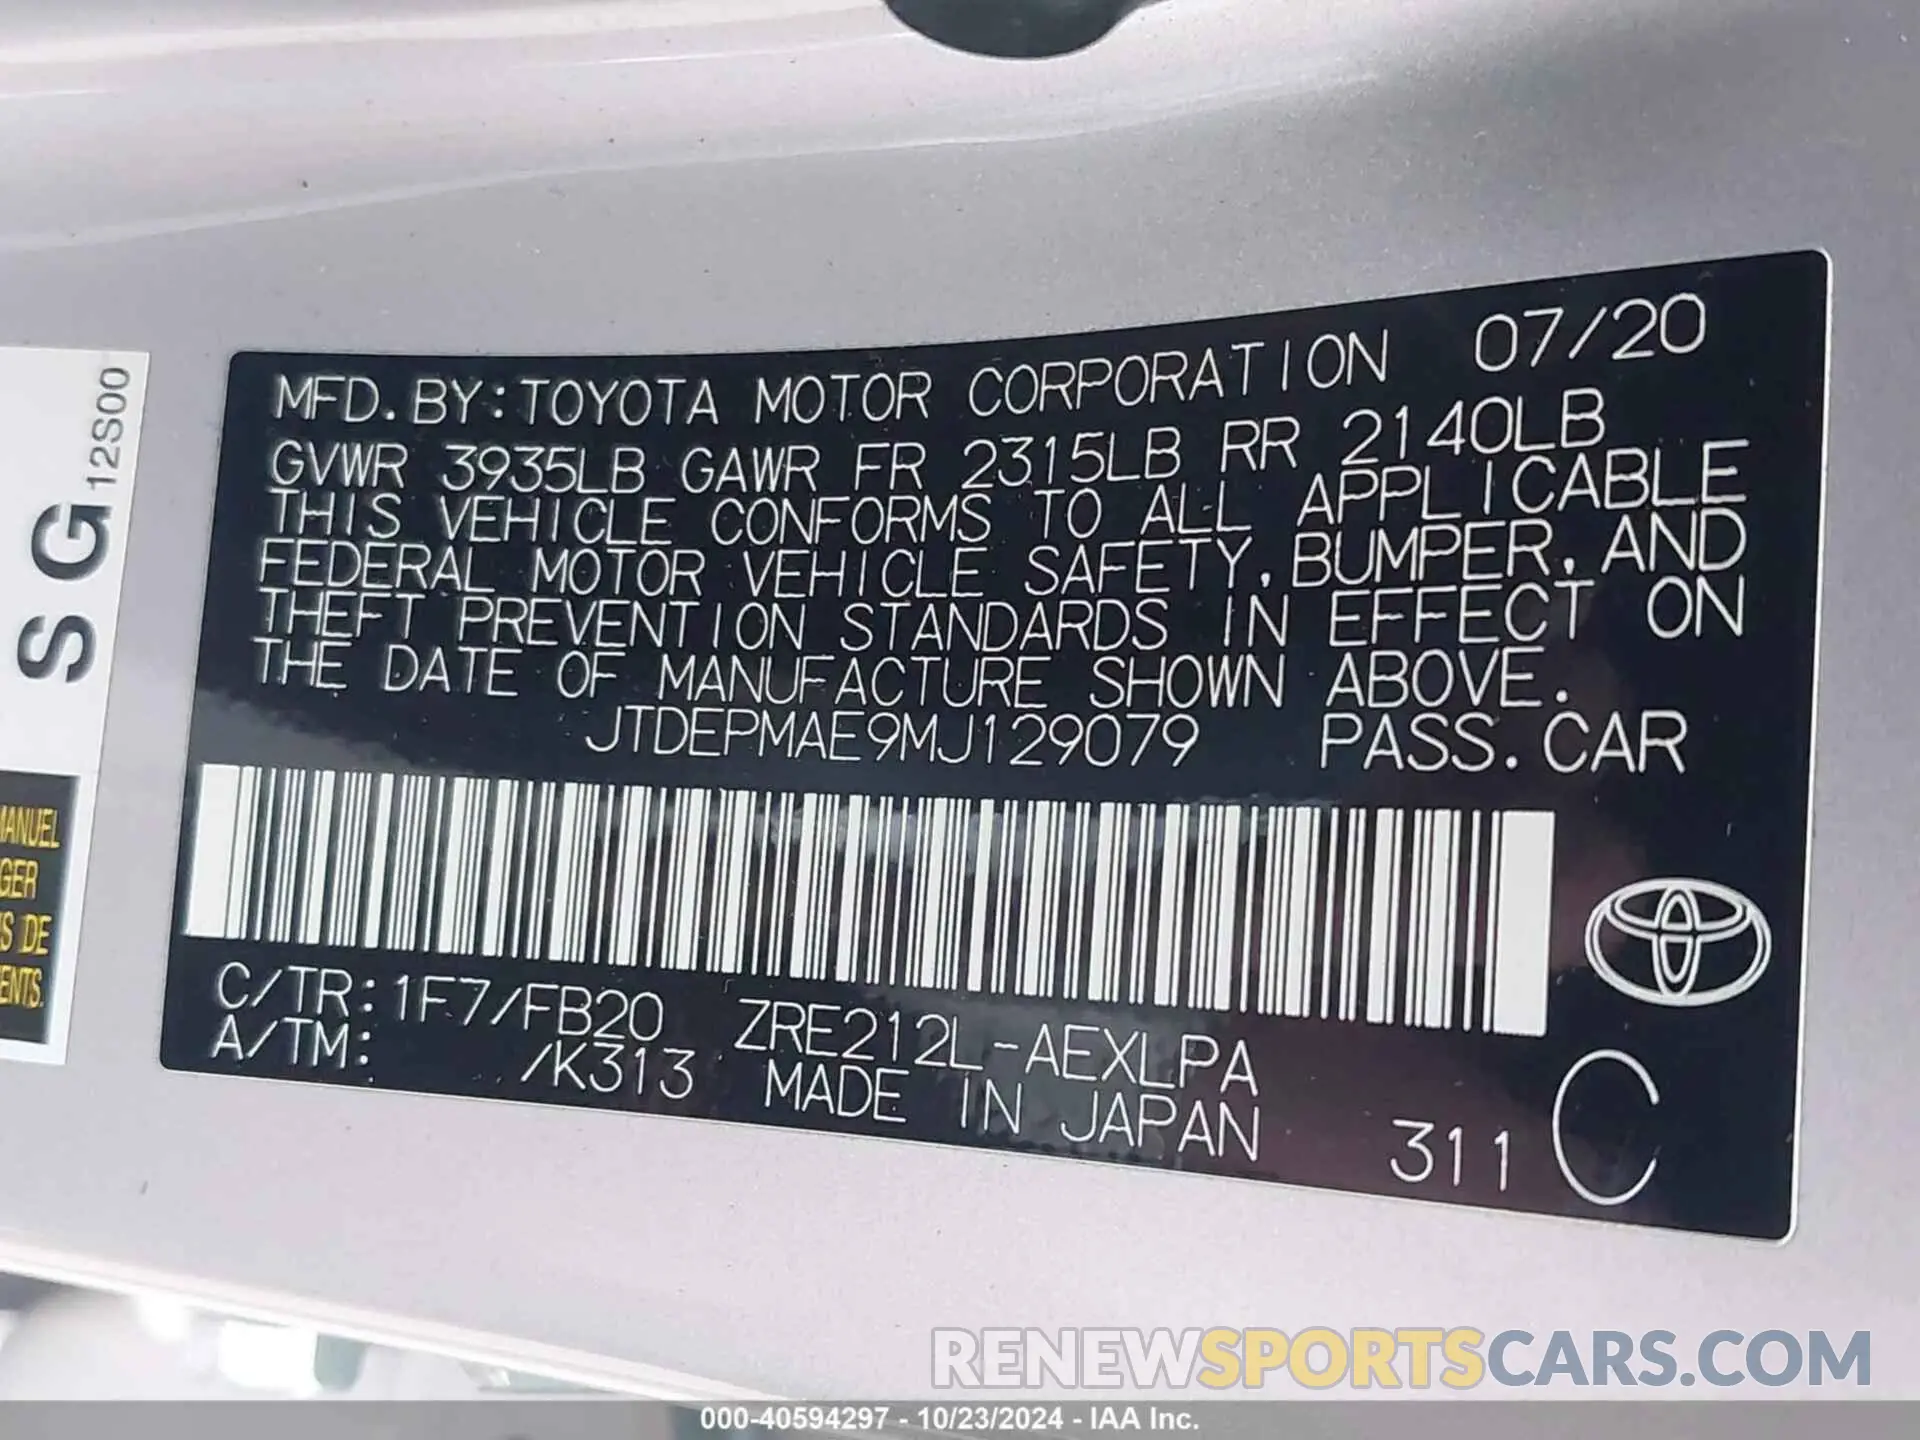 MFD. BY: TOYOTA MOTOR CORPORATION 07/20
GVWR 3935LB GAWR FR 2315LB RR 2140LB
THIS VEHICLE CONFORMS TO ALL APPLICABLE
FEDERAL MOTOR VEHICLE SAFETY, BUMPER, AND
THEFT PREVENTION STANDARDS IN EFFECT ON
THE DATE OF MANUFACTURE SHOWN ABOVE.
JTDEPMAE9MJ129079 PASS. CAR
C/TR: 1F7/FB20 ZRE212L-AEXLPA
A/TM: /K313 MADE IN JAPAN 311 C
SG 12S00
MANUEL
GER
S DE
ENTS.
RENEWSPORTSCARS.COM
000-40594297 - 10/23/2024 - IAA Inc.